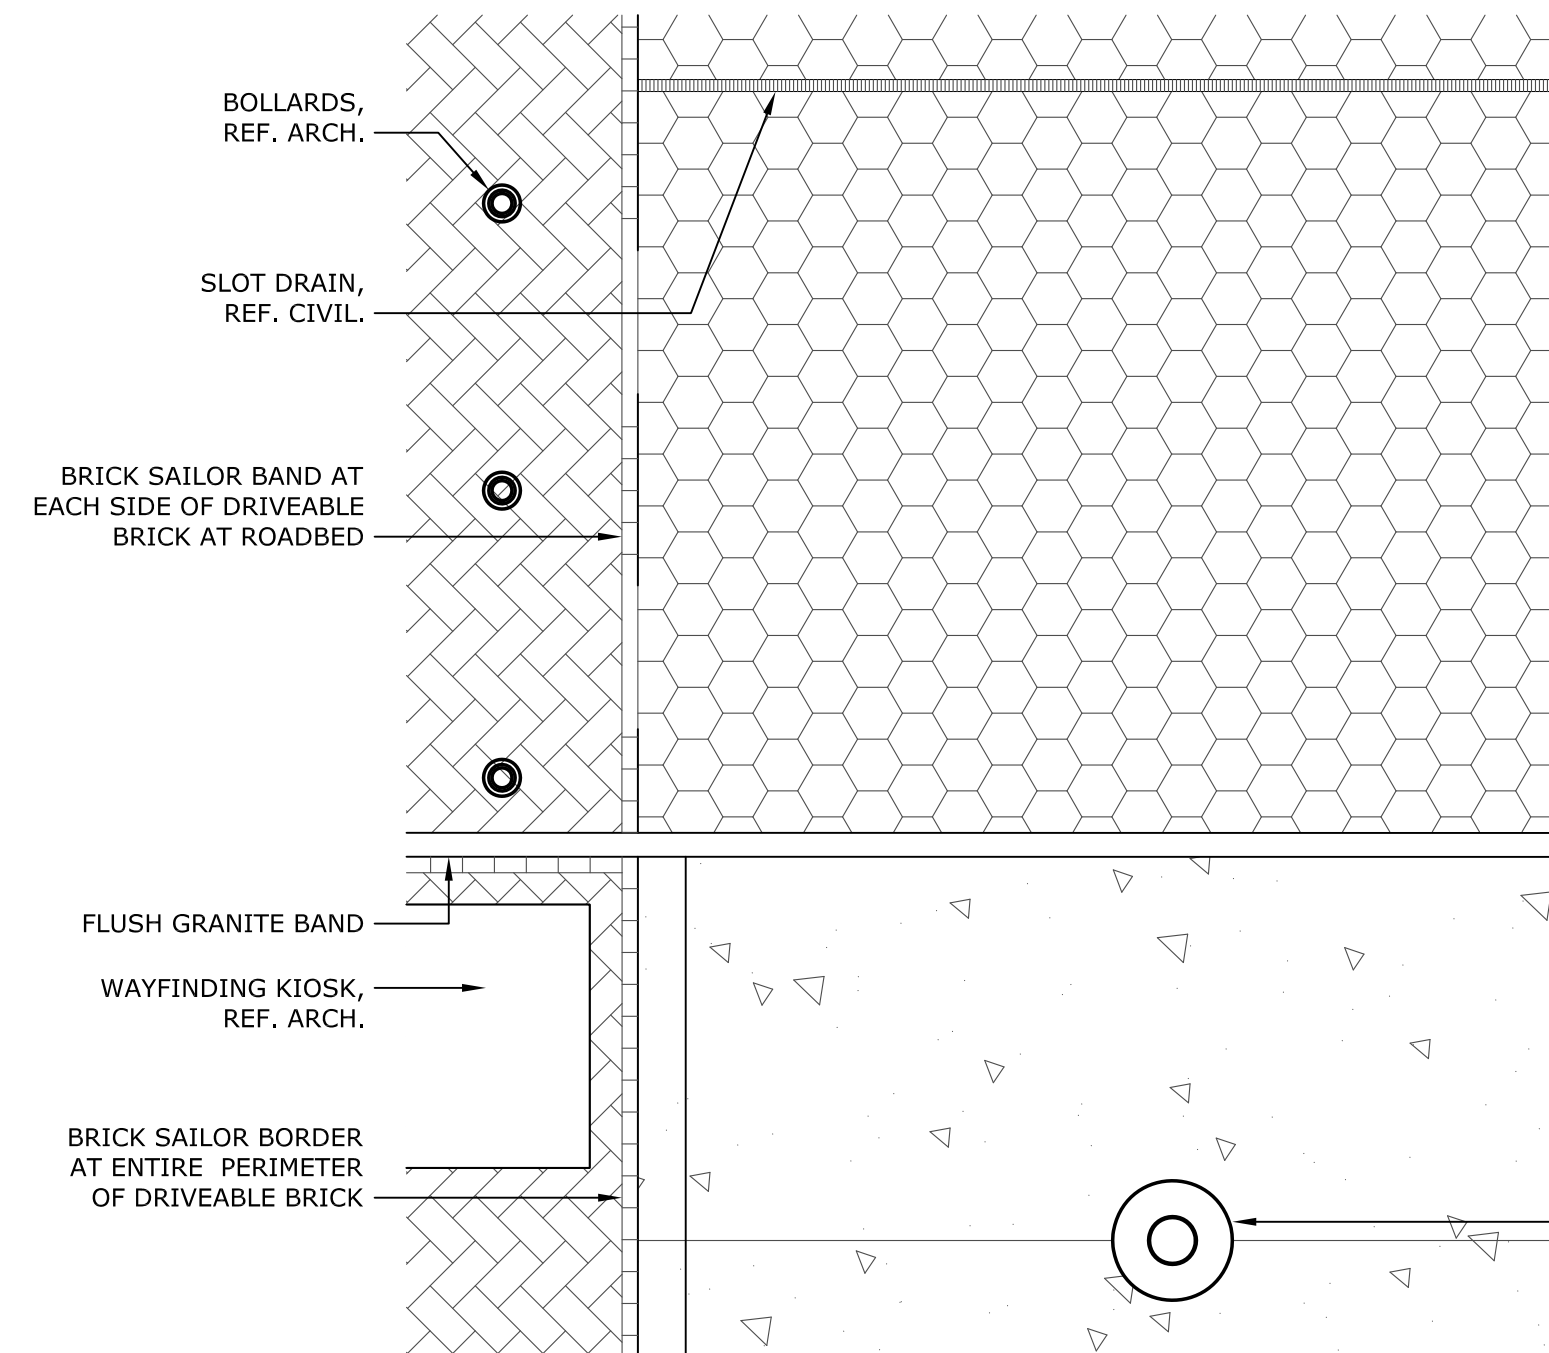 BOLLARDS,
REF. ARCH.
SLOT DRAIN,
REF. CIVIL.
BRICK SAILOR BAND AT
EACH SIDE OF DRIVEABLE
BRICK AT ROADBED
FLUSH GRANITE BAND
WAYFINDING KIOSK,
REF. ARCH.
BRICK SAILOR BORDER
AT ENTIRE PERIMETER
OF DRIVEABLE BRICK